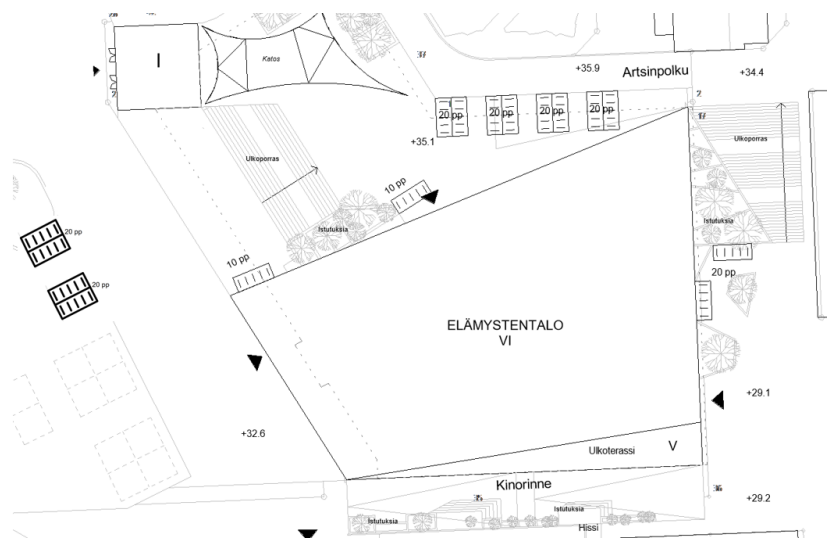 I
Katos
+35.9
Artsinpolku
+34.4
20 pp
20 pp
20 pp
20 pp
+35.1
Ulkoporras
Ulkoporras
10 pp
Istutuksia
Istutuksia
20 pp
20 pp
10 pp
20 pp
ELÄMYSTENTALO
VI
+29.1
+32.6
Ulkoterassi
V
Kinorinne
+29.2
Istutuksia
Istutuksia
Hissi